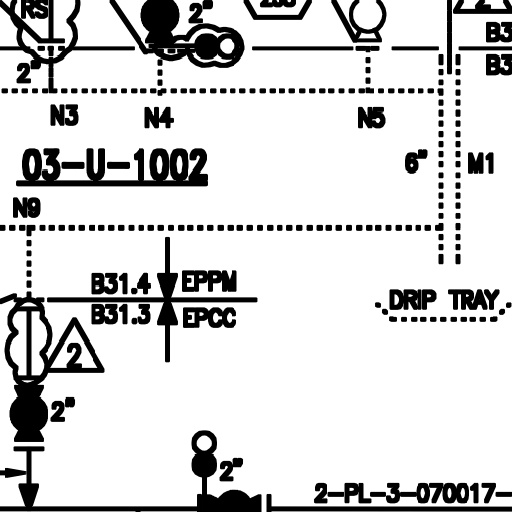 RS
2"
2
B3
2"
B3
N3
N4
N5
03-U-1002
6"
M1
N9
B31.4
EPPM
B31.3
EPCC
DRIP TRAY
2
2"
2"
2-PL-3-070017-